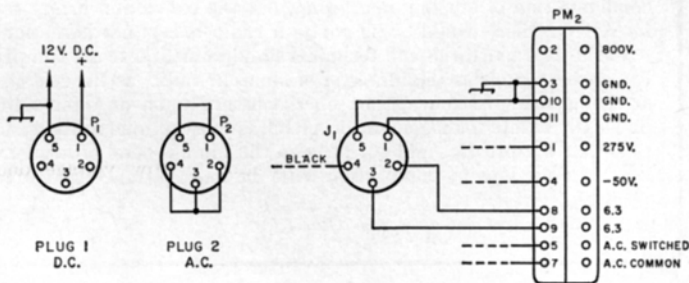 PM2
12V. D.C.
− +
P1
5 1
4 2
3
PLUG 1
D.C.
P2
5 1
4 2
3
PLUG 2
A.C.
J1
5 1
BLACK 4 2
3
2 800V.
3 GND.
10 GND.
11 GND.
1 275V.
4 −50V.
8 6.3
9 6.3
5 A.C. SWITCHED
7 A.C. COMMON